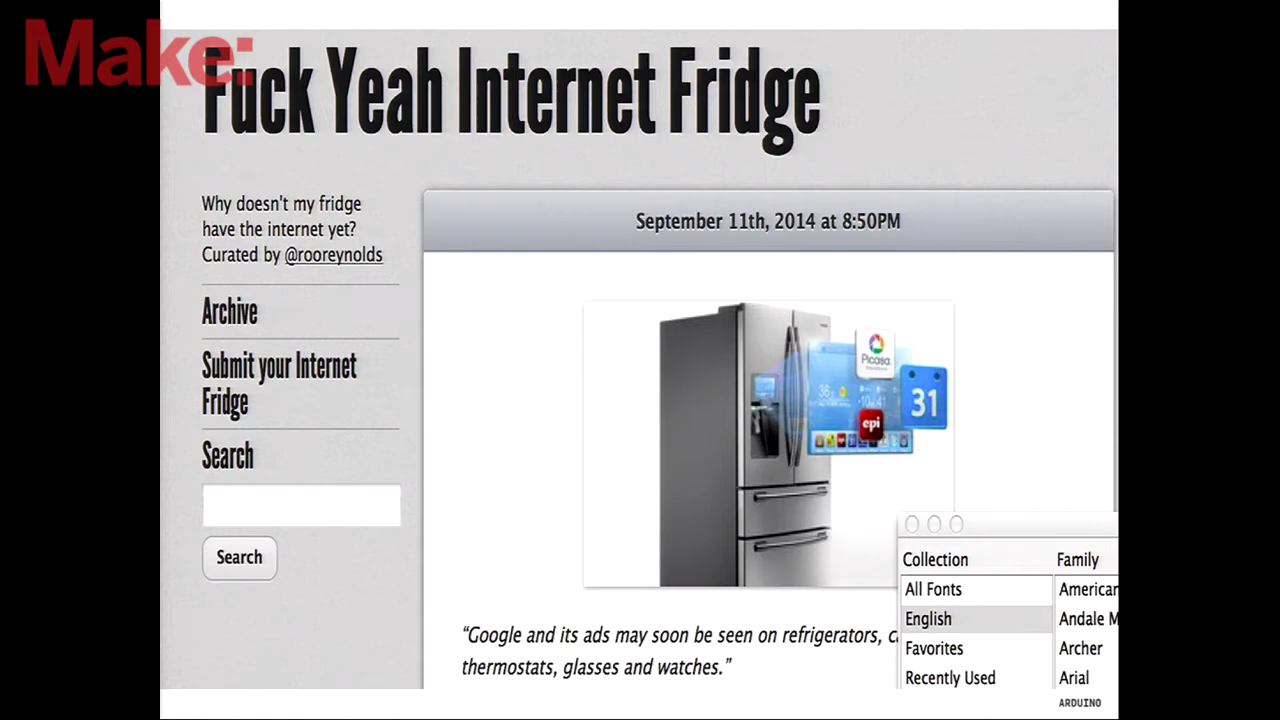 Make:
Fuck Yeah Internet Fridge
Why doesn't my fridge
have the internet yet?
Curated by @rooreynolds
Archive
Submit your Internet
Fridge
Search
Search
September 11th, 2014 at 8:50PM
Picasa
36
31
epi
“Google and its ads may soon be seen on refrigerators, c
thermostats, glasses and watches.”
Collection
Family
All Fonts
American
English
Andale M
Favorites
Archer
Recently Used
Arial
ARDUINO